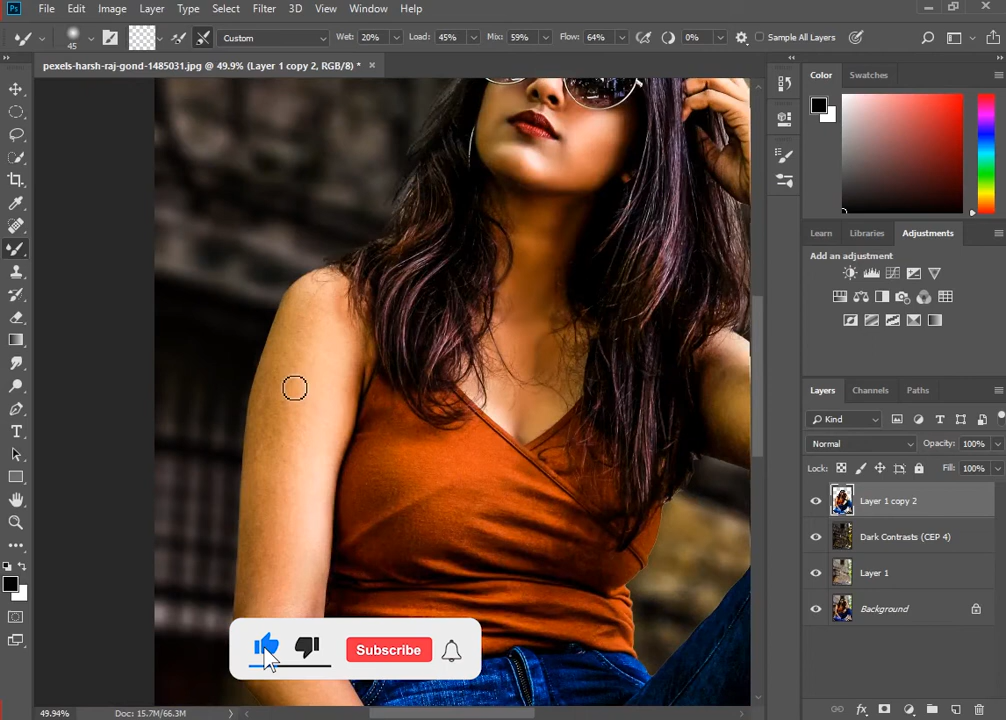 Ps File Edit Image Layer Type Select Filter 3D View Window Help
45 Custom Wet: 20% Load: 45% Mix: 59% Flow: 64% 0% Sample All Layers
pexels-harsh-raj-gond-1485031.jpg @ 49.9% (Layer 1 copy 2, RGB/8) *
Color Swatches
Learn Libraries Adjustments
Add an adjustment
Layers Channels Paths
Kind
Normal Opacity: 100%
Lock: Fill: 100%
Layer 1 copy 2
Dark Contrasts (CEP 4)
Layer 1
Background
Subscribe
49.94% Doc: 15.7M/66.3M